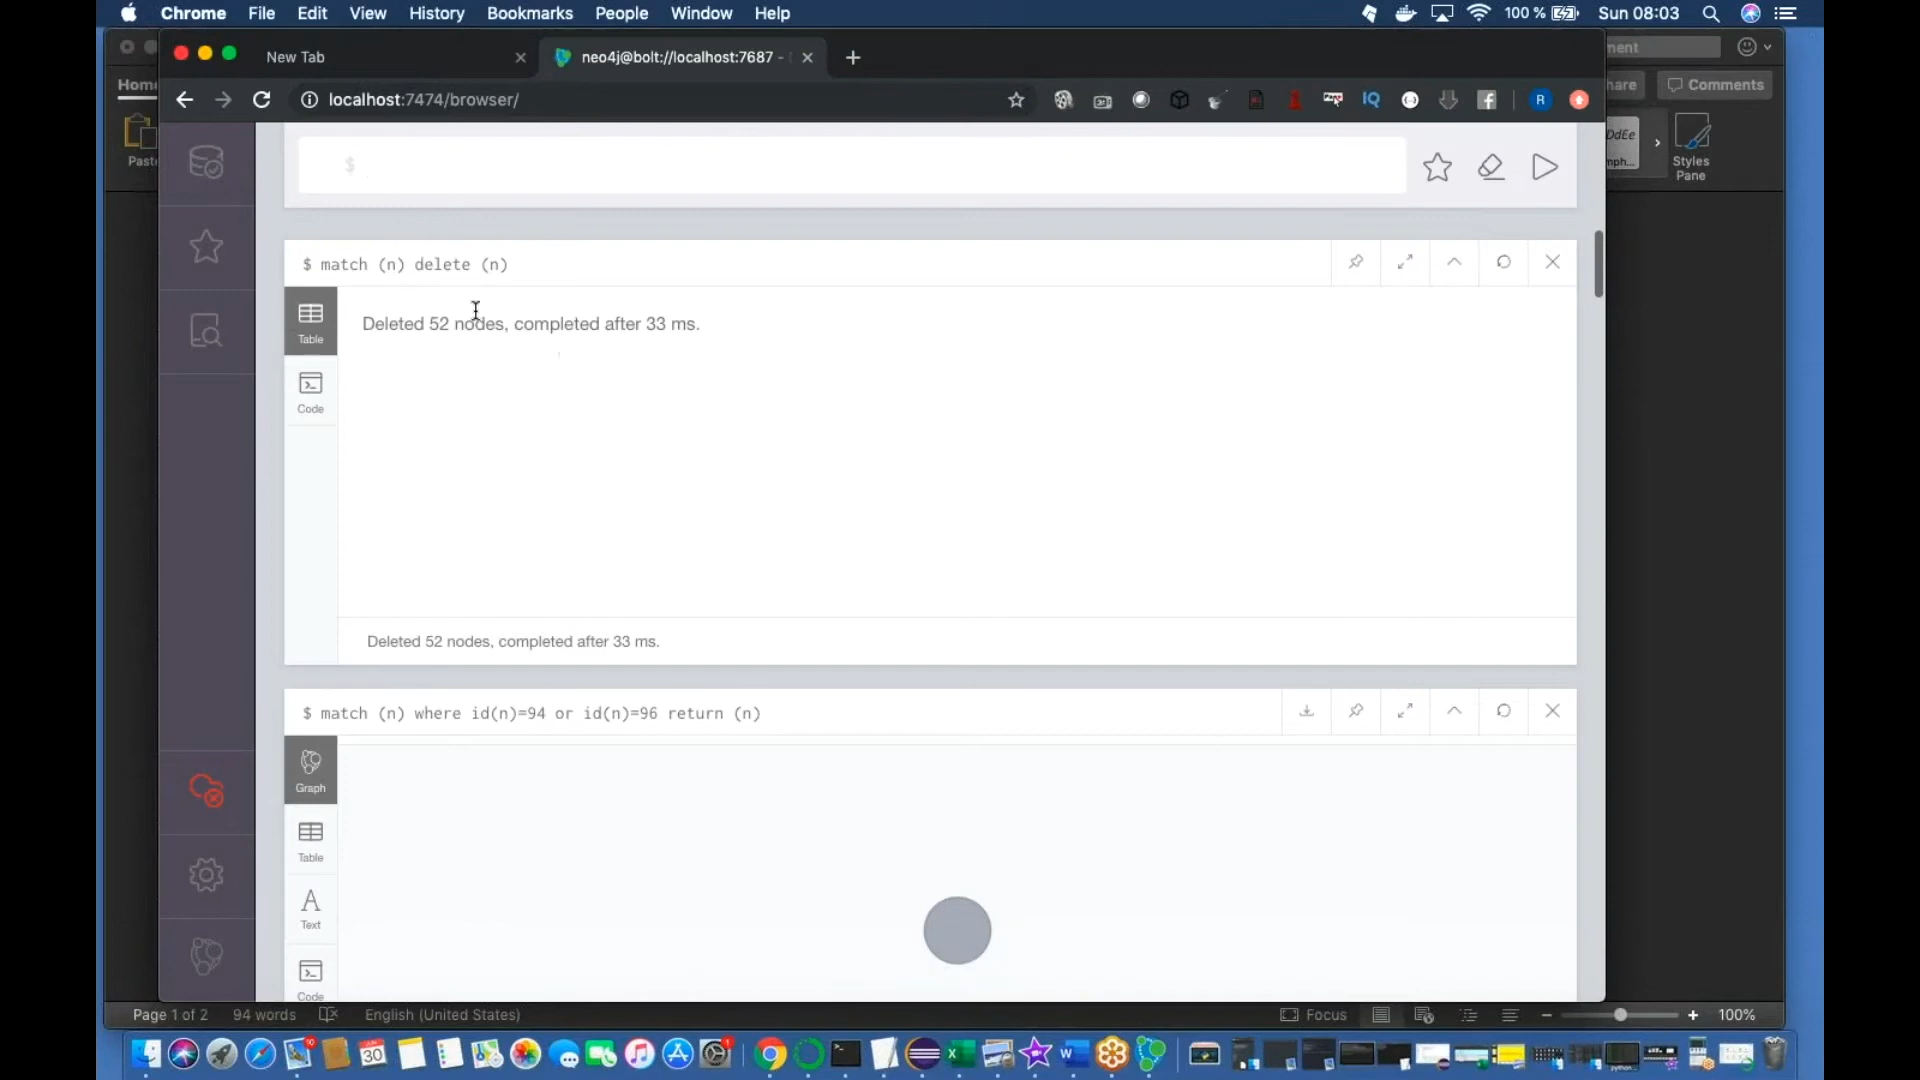 Chrome File Edit View History Bookmarks People Window Help 100 % Sun 08:03
New Tab neo4j@bolt://localhost:7687 -
localhost:7474/browser/ IQ R
Home
Paste
Comments
Styles
Pane
$
$ match (n) delete (n)
Table
Deleted 52 nodes, completed after 33 ms.
Code
Deleted 52 nodes, completed after 33 ms.
$ match (n) where id(n)=94 or id(n)=96 return (n)
Graph
Table
Text
Code
Page 1 of 2 94 words English (United States) Focus 100%